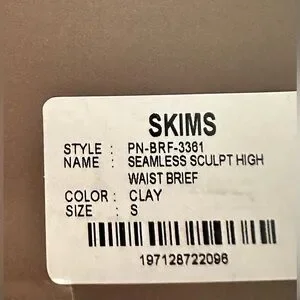 SKIMS
STYLE : PN-BRF-3361
NAME : SEAMLESS SCULPT HIGH
WAIST BRIEF
COLOR : CLAY
SIZE : S
197128722096